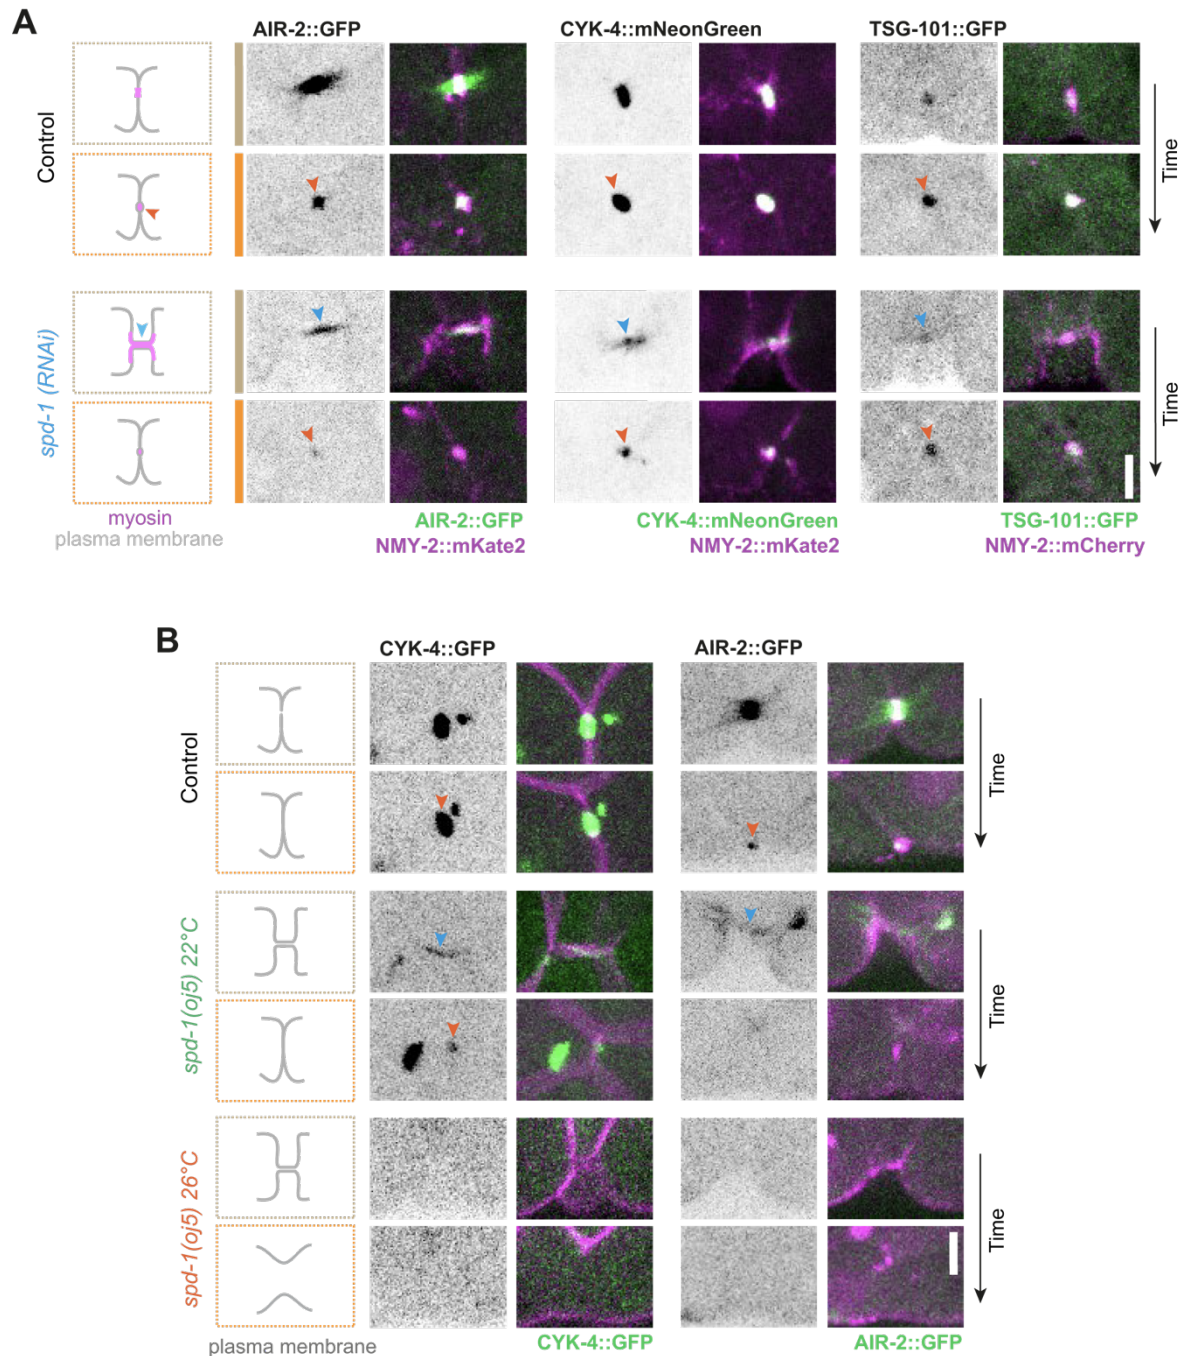 A
AIR-2::GFP
CYK-4::mNeonGreen
TSG-101::GFP
Control
Time
spd-1 (RNAi)
Time
myosin
plasma membrane
AIR-2::GFP
NMY-2::mKate2
CYK-4::mNeonGreen
NMY-2::mKate2
TSG-101::GFP
NMY-2::mCherry
B
CYK-4::GFP
AIR-2::GFP
Control
Time
spd-1(oj5) 22°C
Time
spd-1(oj5) 26°C
Time
plasma membrane
CYK-4::GFP
AIR-2::GFP